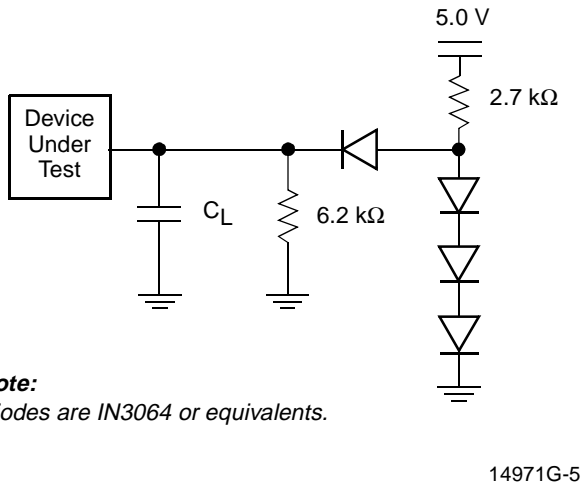 5.0 V
2.7 kΩ
Device
Under
Test
CL
6.2 kΩ
ote:
iodes are IN3064 or equivalents.
14971G-5